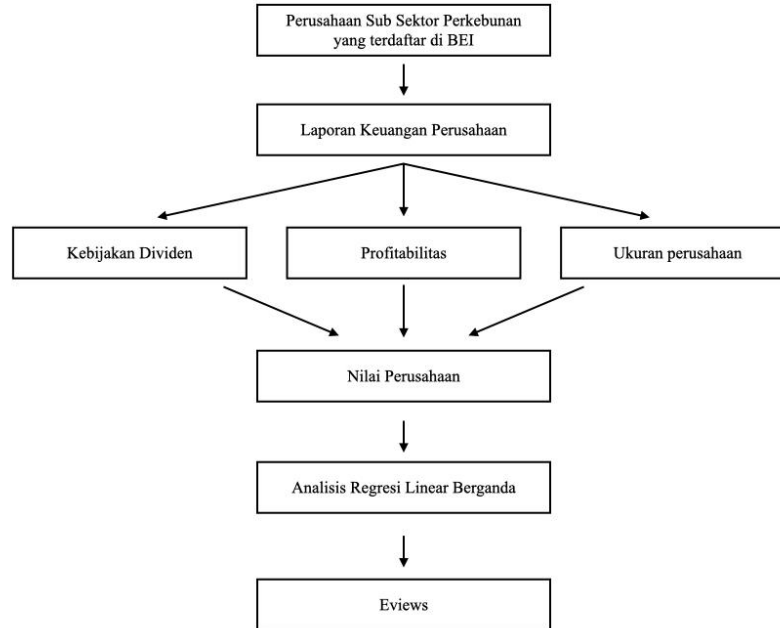 Perusahaan Sub Sektor Perkebunan
yang terdaftar di BEI
Laporan Keuangan Perusahaan
Kebijakan Dividen
Profitabilitas
Ukuran perusahaan
Nilai Perusahaan
Analisis Regresi Linear Berganda
Eviews